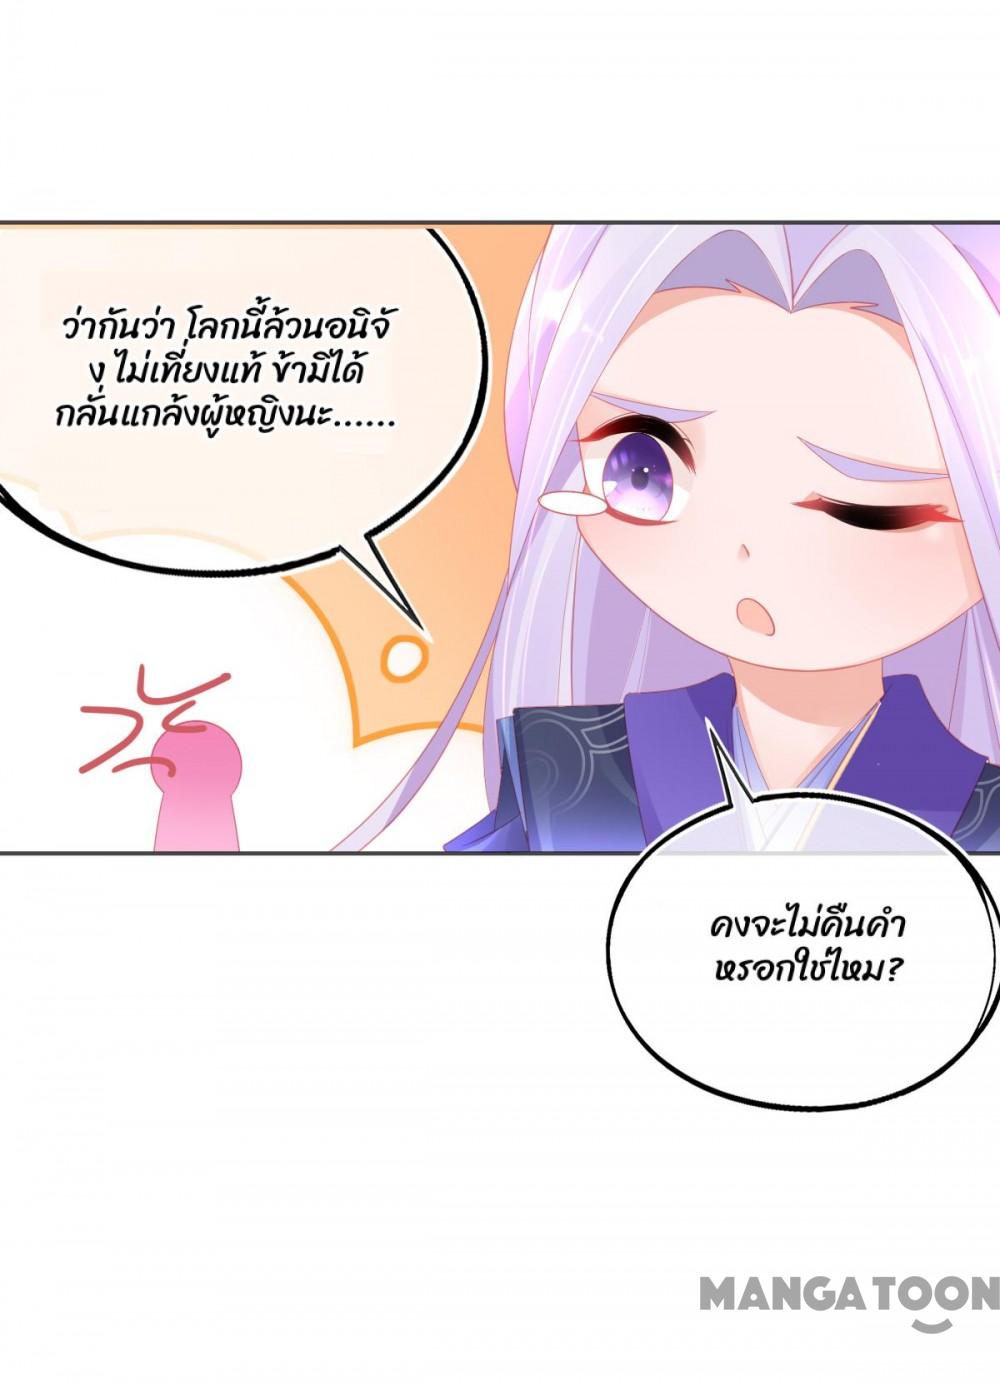 ว่ากันว่า โลกนี้ล้วนอนิจั
ง ไม่เที่ยงแท้ ข้ามิได้
กลั่นแกล้งผู้หญิงนะ......
คงจะไม่คืนคำ
หรอกใช่ไหม?
MANGATOON